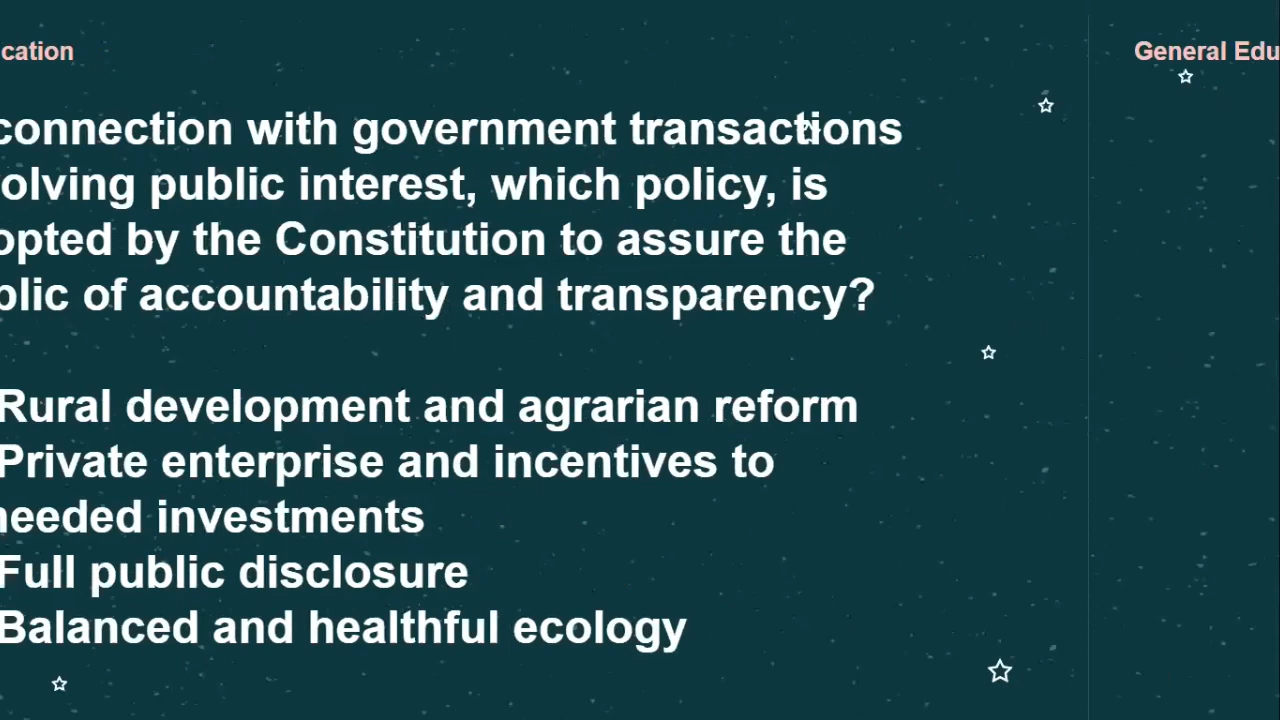 cation
General Edu
connection with government transactions
olving public interest, which policy, is
opted by the Constitution to assure the
blic of accountability and transparency?
Rural development and agrarian reform
Private enterprise and incentives to
needed investments
Full public disclosure
Balanced and healthful ecology